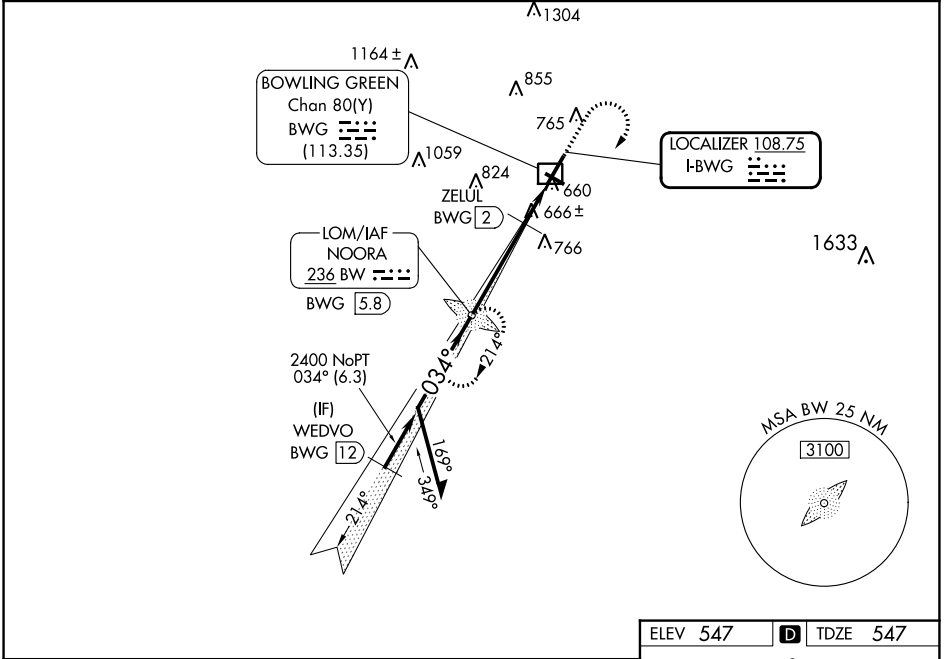 1304
1164 ±
BOWLING GREEN
Chan 80(Y)
BWG
(113.35)
855
765
1059
824
LOCALIZER 108.75
I-BWG
660
ZELUL
BWG 2
666 ±
766
1633
LOM/IAF
NOORA
236 BW
BWG 5.8
214°
2400 NoPT
034° (6.3)
034°
(IF)
WEDVO
BWG 12
169°
349°
214°
MSA BW 25 NM
3100
ELEV 547 D TDZE 547